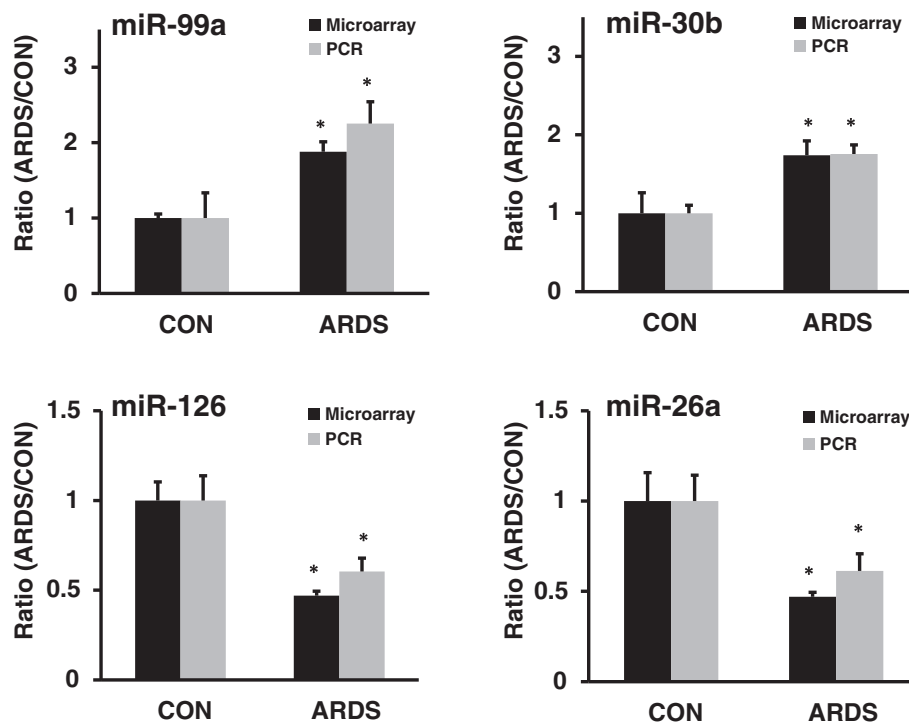 miR-99a
Microarray
PCR
Ratio (ARDS/CON)
3
2
1
0
*
*
CON
ARDS
miR-30b
Microarray
PCR
Ratio (ARDS/CON)
3
2
1
0
*
*
CON
ARDS
miR-126
Microarray
PCR
Ratio (ARDS/CON)
1.5
1
0.5
0
*
*
CON
ARDS
miR-26a
Microarray
PCR
Ratio (ARDS/CON)
1.5
1
0.5
0
*
*
CON
ARDS